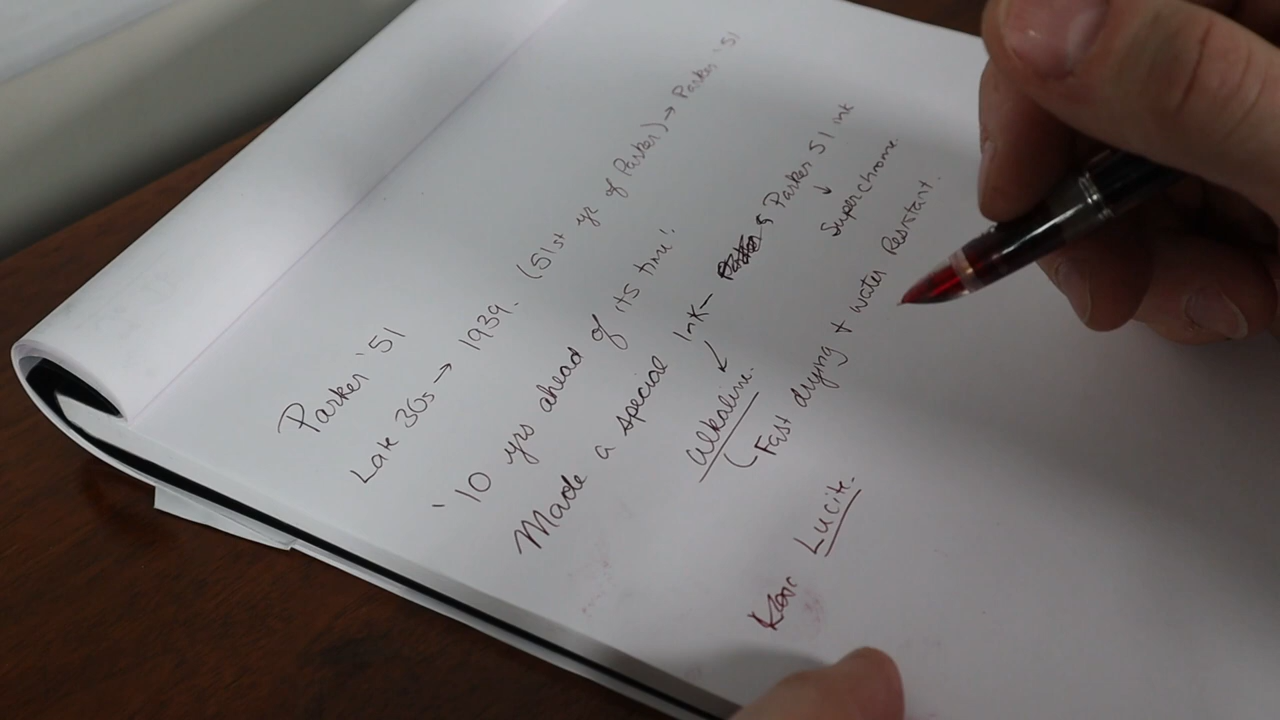 Parker '51
Late 30s → 1939. (51st yr of Parker) → Parker '51
'10 yrs ahead of its time'.
Made a special Ink - Parker 51 ink
↓ Superchrome.
↓ alkaline.
Fast drying + water Resistant.
Lucite.